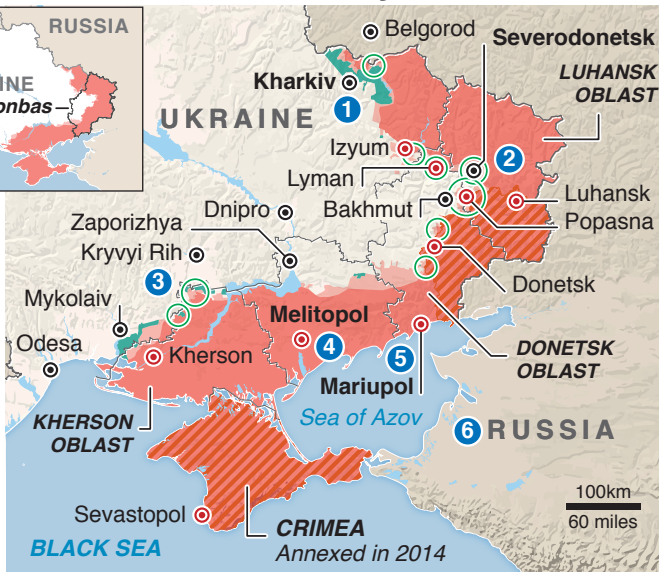 RUSSIA
INE
onbas
Belgorod
Severodonetsk
Kharkiv
LUHANSK
OBLAST
1
UKRAINE
Izyum
2
Lyman
Luhansk
Dnipro
Bakhmut
Popasna
Zaporizhya
Kryvyi Rih
3
Donetsk
Mykolaiv
Melitopol
Odesa
Kherson
4
5
DONETSK
OBLAST
Mariupol
KHERSON
OBLAST
Sea of Azov
6
RUSSIA
100km
60 miles
Sevastopol
CRIMEA
Annexed in 2014
BLACK SEA